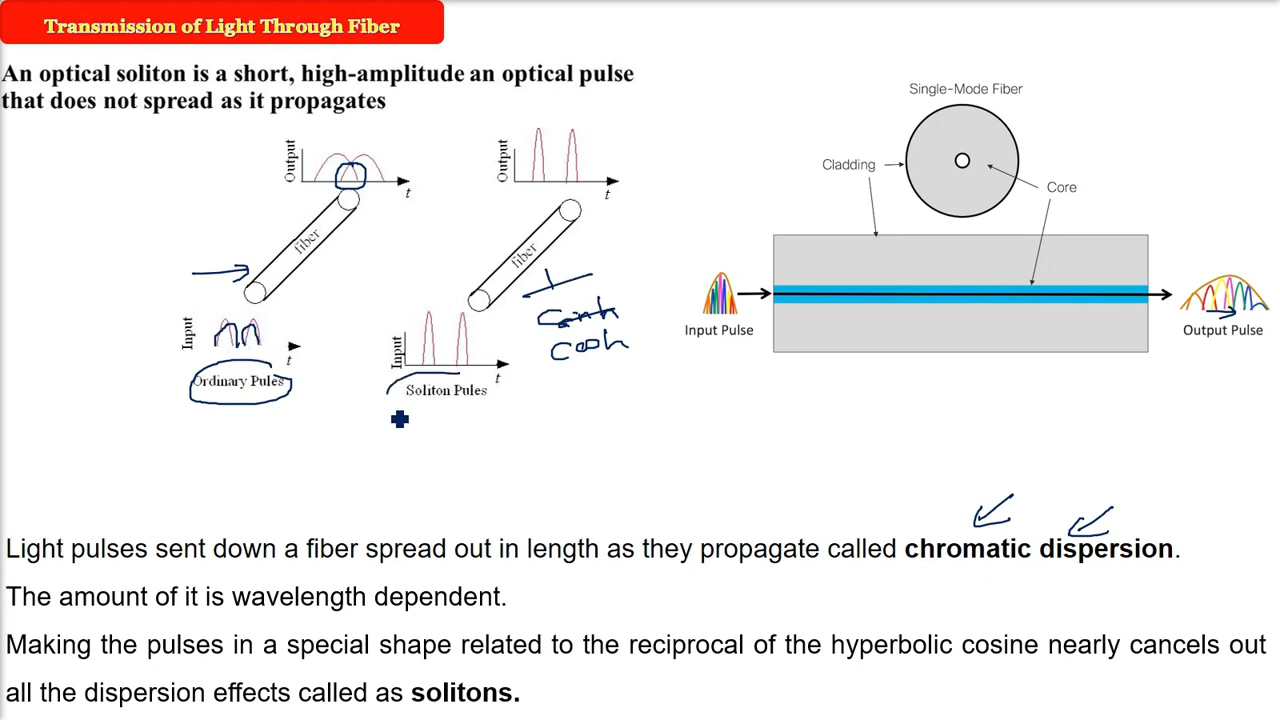 Transmission of Light Through Fiber
An optical soliton is a short, high-amplitude an optical pulse
that does not spread as it propagates
Output
t
fiber
Input
t
Ordinary Pules
Output
t
fiber
Input
t
Soliton Pules
1
cosh
Single-Mode Fiber
Cladding
Core
Input Pulse
Output Pulse
Light pulses sent down a fiber spread out in length as they propagate called chromatic dispersion.
The amount of it is wavelength dependent.
Making the pulses in a special shape related to the reciprocal of the hyperbolic cosine nearly cancels out
all the dispersion effects called as solitons.